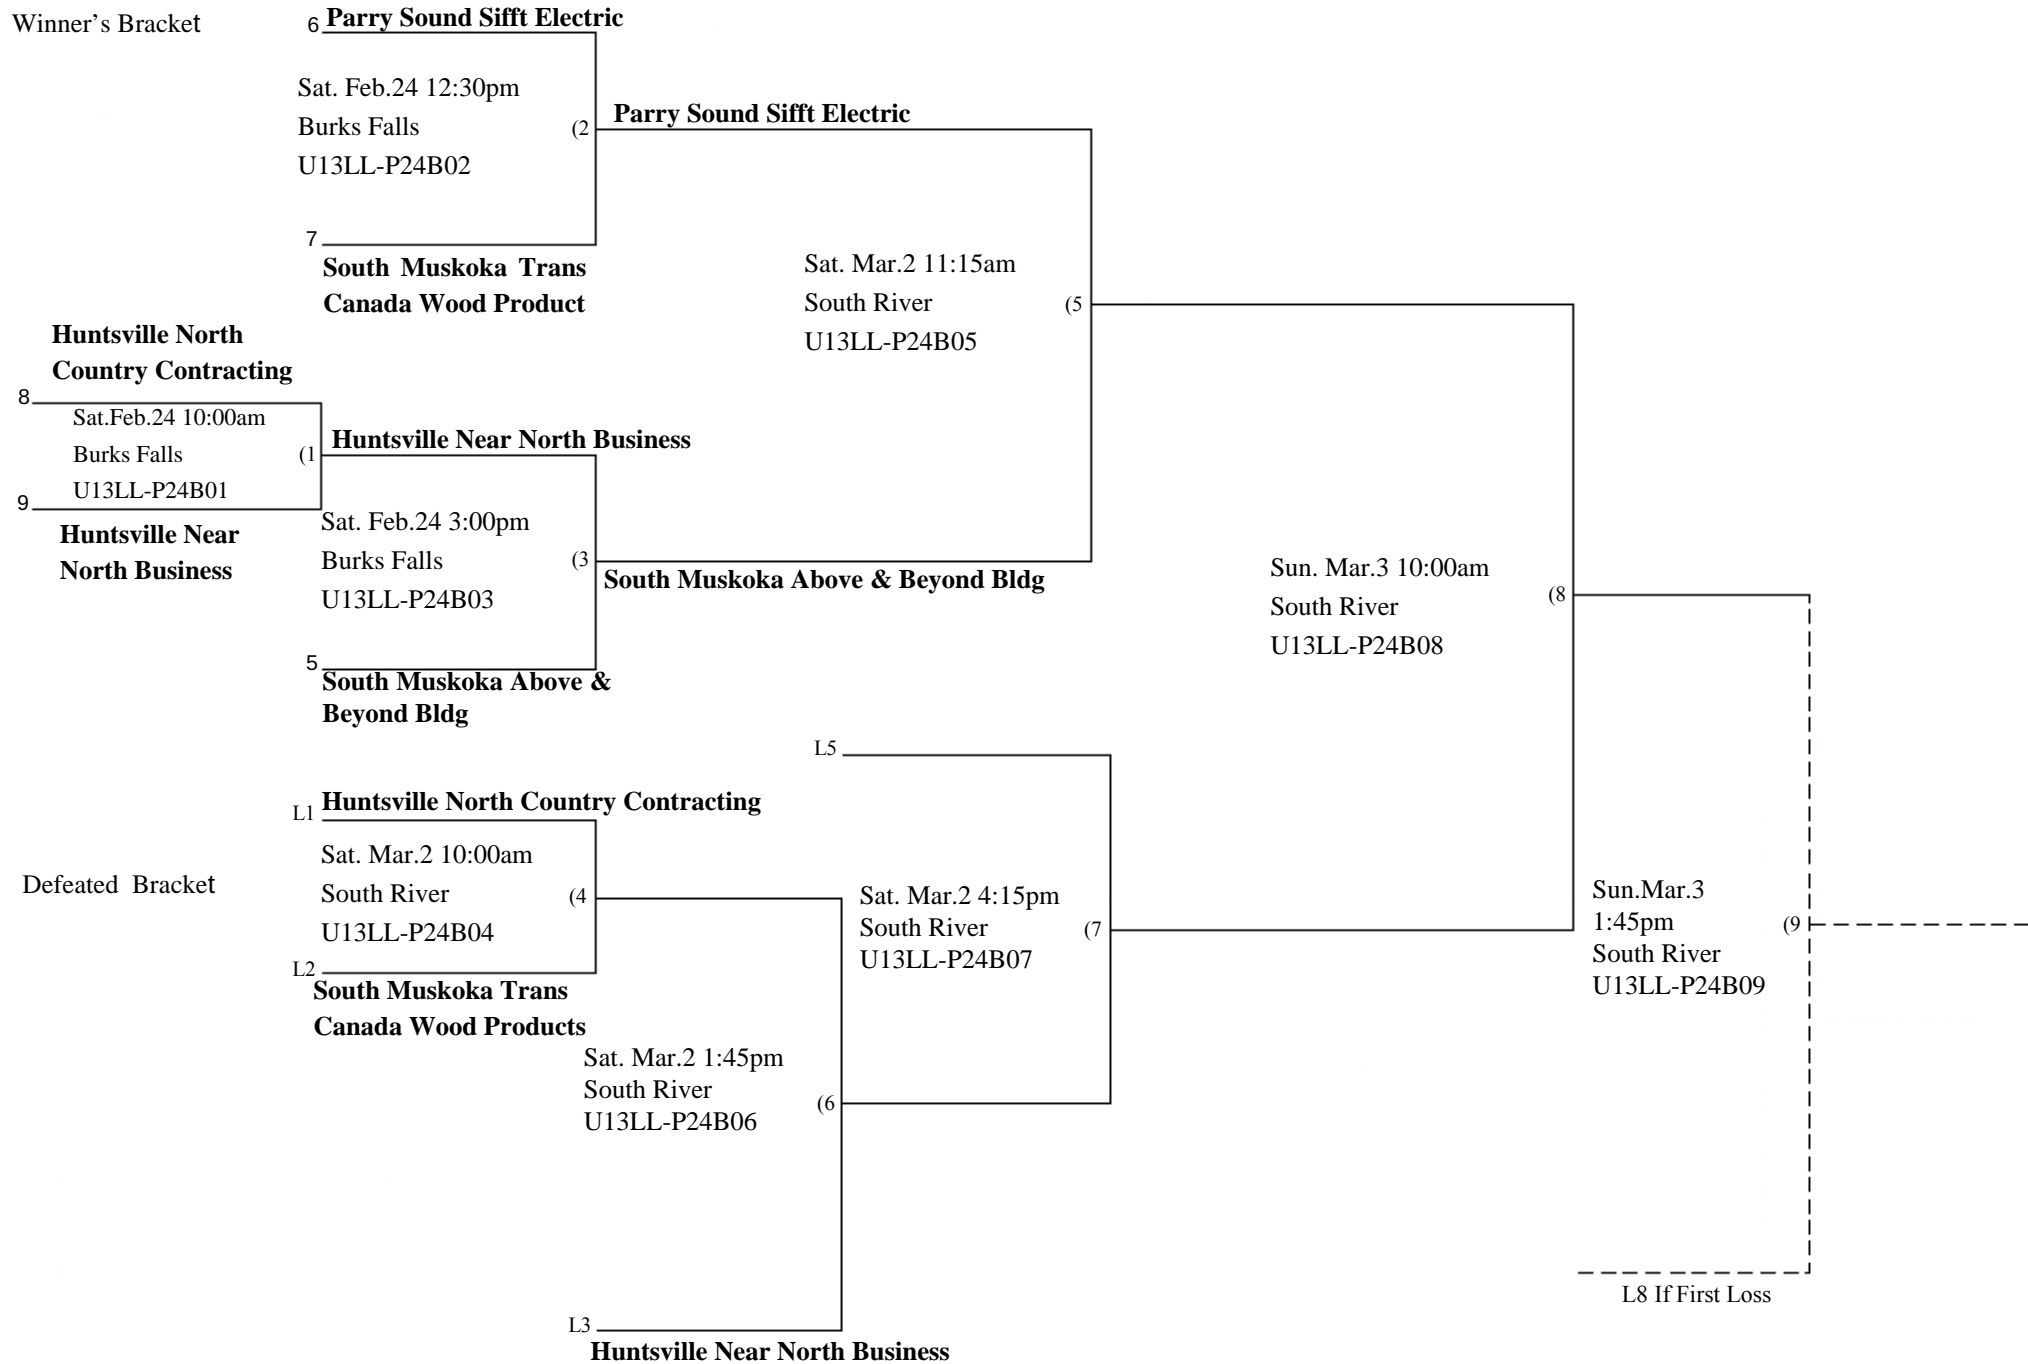 Winner's Bracket
6 Parry Sound Sifft Electric
Sat. Feb.24 12:30pm
Burks Falls
(2
U13LL-P24B02
Parry Sound Sifft Electric
7
South Muskoka Trans
Canada Wood Product
Sat. Mar.2 11:15am
South River
(5
U13LL-P24B05
Huntsville North
Country Contracting
8
Sat.Feb.24 10:00am
Burks Falls
(1
U13LL-P24B01
9
Huntsville Near
North Business
Huntsville Near North Business
Sat. Feb.24 3:00pm
Burks Falls
(3
U13LL-P24B03
South Muskoka Above & Beyond Bldg
5
South Muskoka Above &
Beyond Bldg
Sun. Mar.3 10:00am
South River
(8
U13LL-P24B08
L5
L1 Huntsville North Country Contracting
Sat. Mar.2 10:00am
South River
(4
U13LL-P24B04
L2
South Muskoka Trans
Canada Wood Products
Defeated Bracket
Sat. Mar.2 4:15pm
South River
(7
U13LL-P24B07
Sun.Mar.3
1:45pm
(9
South River
U13LL-P24B09
Sat. Mar.2 1:45pm
South River
(6
U13LL-P24B06
L8 If First Loss
L3
Huntsville Near North Business